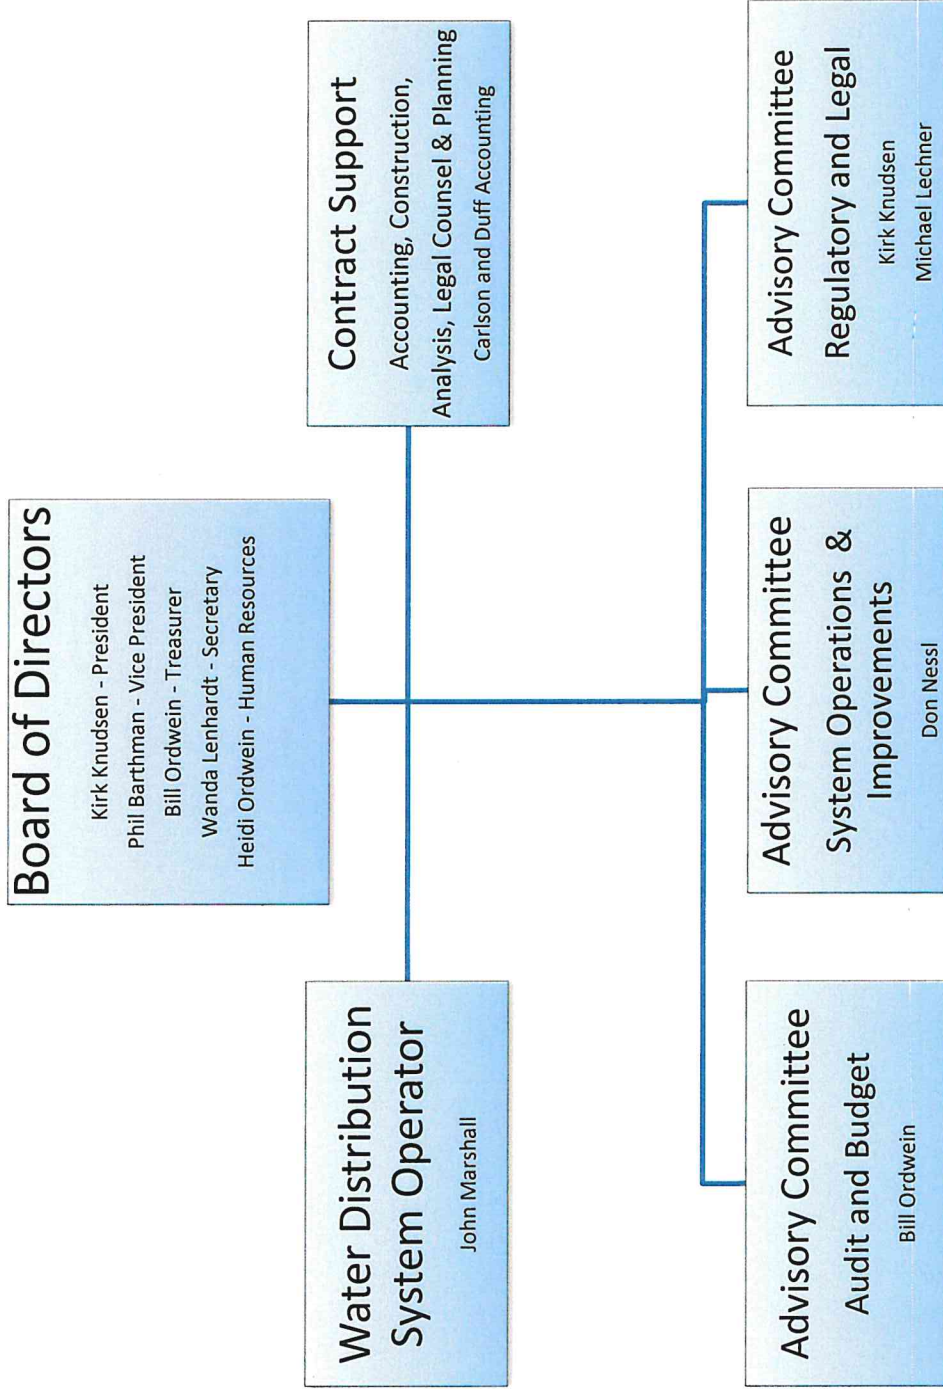 Board of Directors
Kirk Knudsen - President
Phil Barthman - Vice President
Bill Ordwein - Treasurer
Wanda Lenhardt - Secretary
Heidi Ordwein - Human Resources
Water Distribution
System Operator
John Marshall
Contract Support
Accounting, Construction,
Analysis, Legal Counsel & Planning
Carlson and Duff Accounting
Advisory Committee
Audit and Budget
Bill Ordwein
Advisory Committee
System Operations &
Improvements
Don Nessl
Advisory Committee
Regulatory and Legal
Kirk Knudsen
Michael Lechner